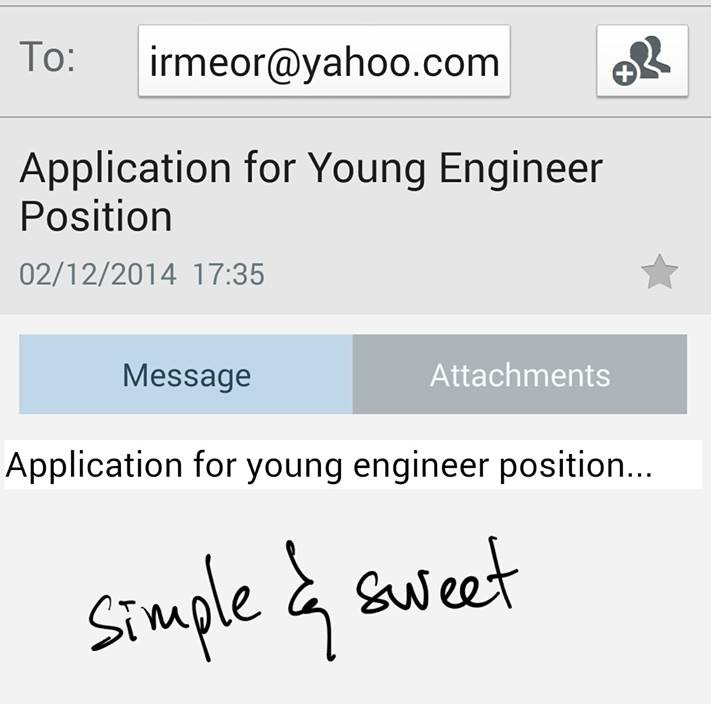 To: irmeor@yahoo.com
Application for Young Engineer
Position
02/12/2014 17:35
Message Attachments
Application for young engineer position...
simple & sweet